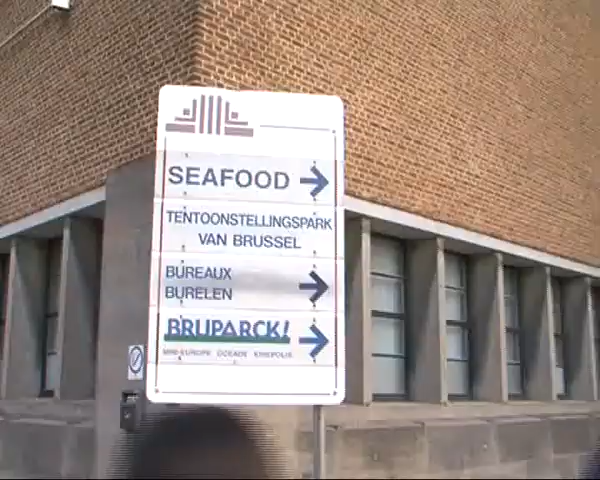 SEAFOOD
TENTOONSTELLINGSPARK
VAN BRUSSEL
BUREAUX
BURELEN
BRUPARCK!
MINI-EUROPE OCEADE KINEPOLIS